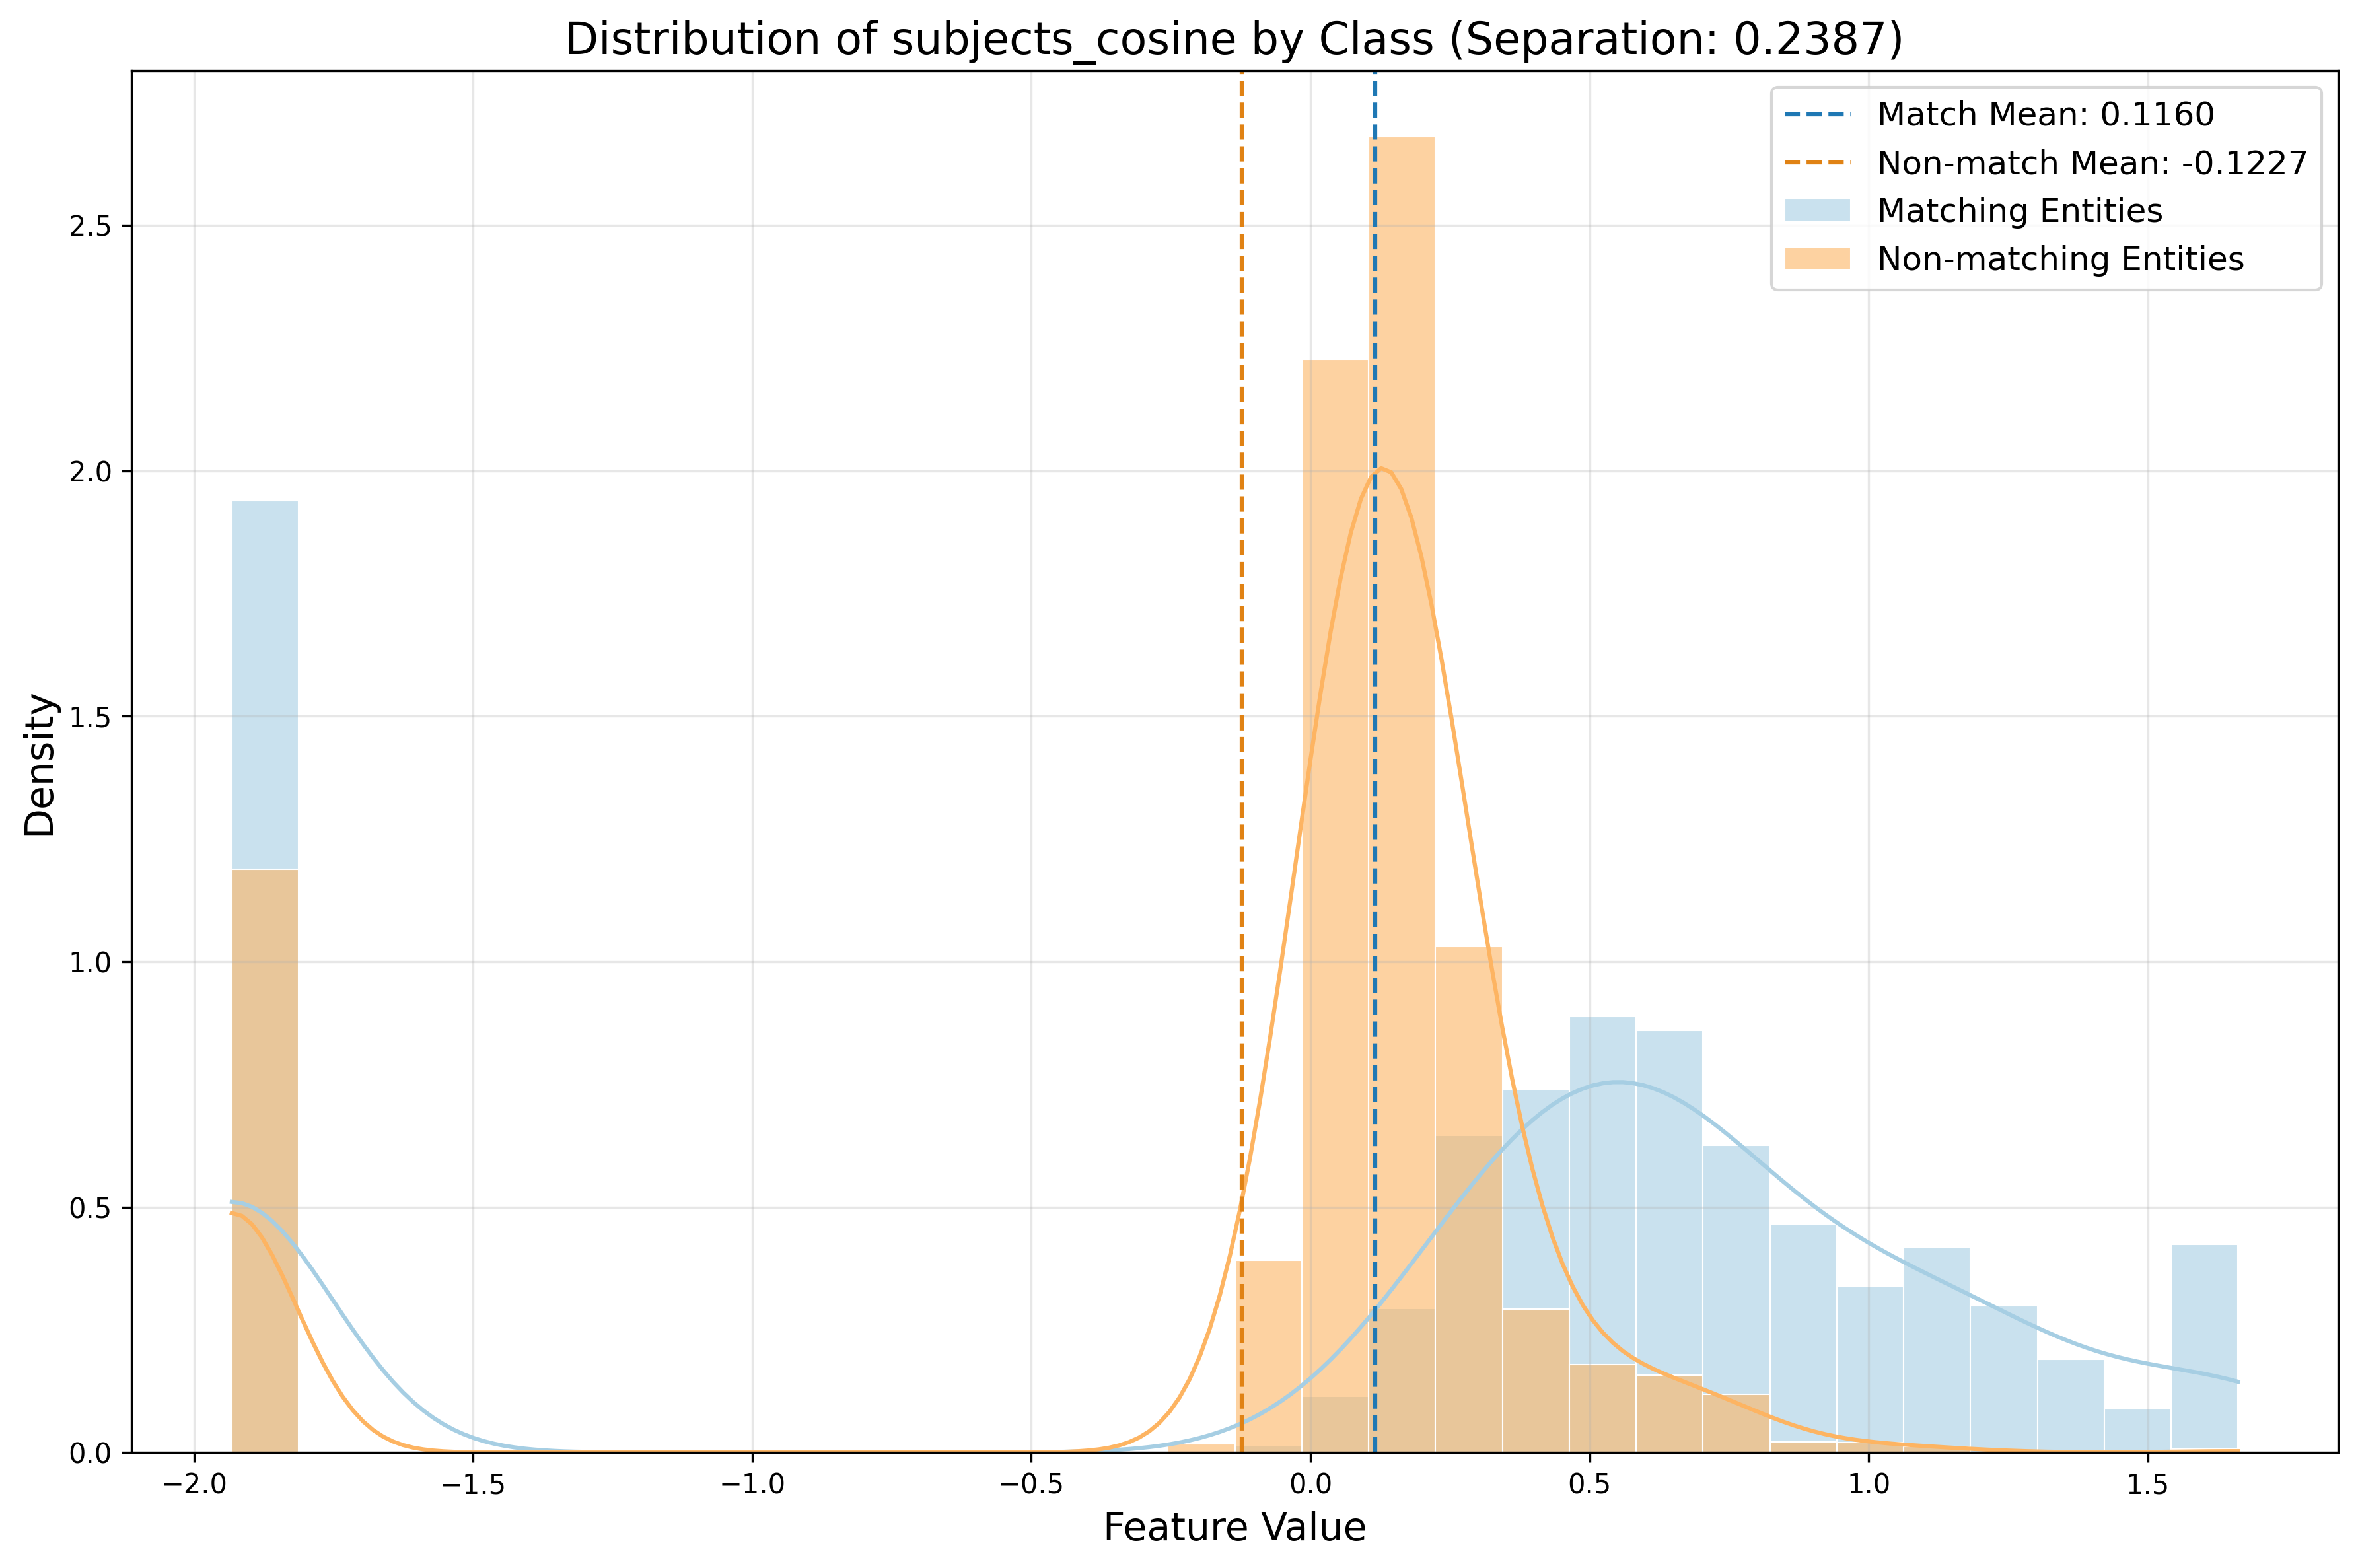 Distribution of subjects_cosine by Class (Separation: 0.2387)
Match Mean: 0.1160
Non-match Mean: -0.1227
Matching Entities
Non-matching Entities
Density
2.5
2.0
1.5
1.0
0.5
0.0
−2.0 −1.5 −1.0 −0.5 0.0 0.5 1.0 1.5
Feature Value